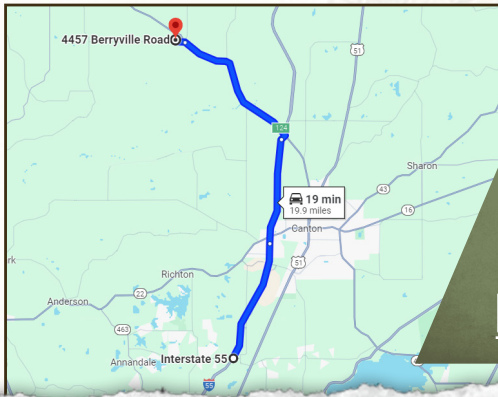 4457 Berryville Road
51
124
Sharon
19 min
19.9 miles
43
16
Canton
51
Richton
rk
22
Anderson
463
Annandale
Interstate 55
55